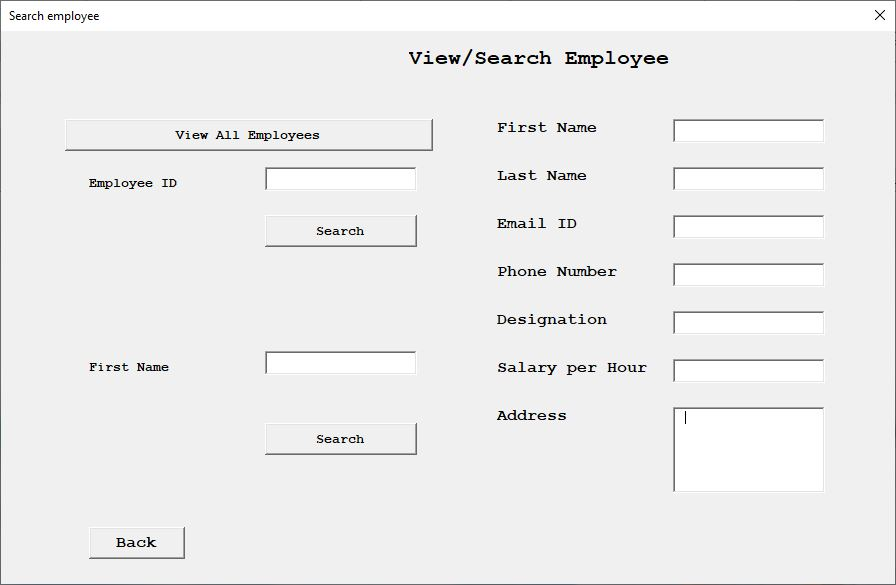 Search employee
View/Search Employee
View All Employees
Employee ID
Search
First Name
Search
Back
First Name
Last Name
Email ID
Phone Number
Designation
Salary per Hour
Address